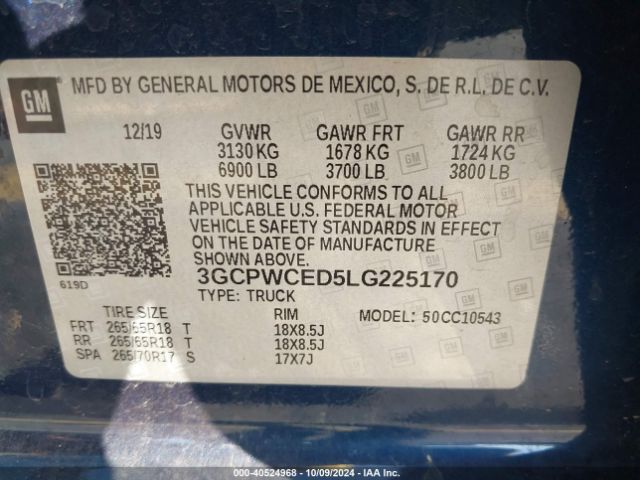 GM
MFD BY GENERAL MOTORS DE MEXICO, S. DE R.L. DE C.V.
12/19 GVWR GAWR FRT GAWR RR
3130 KG 1678 KG 1724 KG
6900 LB 3700 LB 3800 LB
THIS VEHICLE CONFORMS TO ALL
APPLICABLE U.S. FEDERAL MOTOR
VEHICLE SAFETY STANDARDS IN EFFECT
ON THE DATE OF MANUFACTURE
SHOWN ABOVE.
619D
3GCPWCED5LG225170
TYPE: TRUCK
TIRE SIZE RIM MODEL: 50CC10543
FRT 265/65R18 T 18X8.5J
RR 265/65R18 T 18X8.5J
SPA 265/70R17 S 17X7J
000-40524968 - 10/09/2024 - IAA Inc.